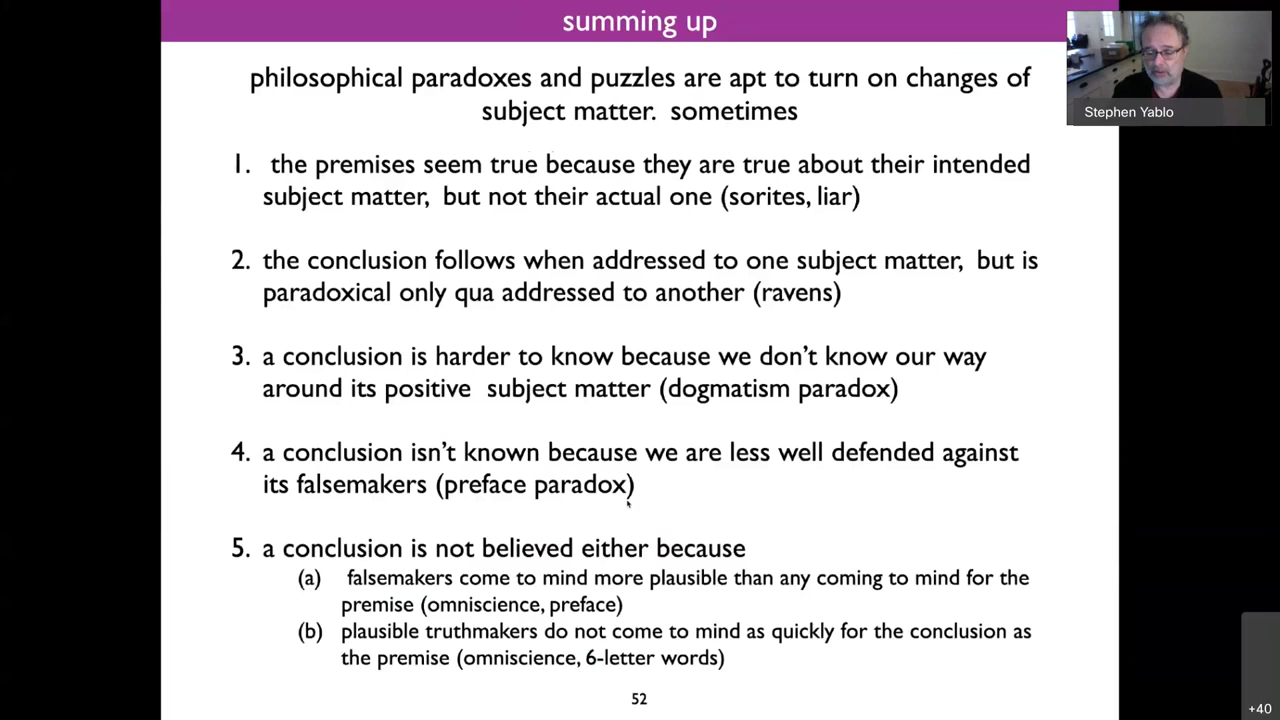 summing up
philosophical paradoxes and puzzles are apt to turn on changes of
subject matter. sometimes
1. the premises seem true because they are true about their intended
subject matter, but not their actual one (sorites, liar)
2. the conclusion follows when addressed to one subject matter, but is
paradoxical only qua addressed to another (ravens)
3. a conclusion is harder to know because we don't know our way
around its positive subject matter (dogmatism paradox)
4. a conclusion isn't known because we are less well defended against
its falsemakers (preface paradox)
5. a conclusion is not believed either because
(a) falsemakers come to mind more plausible than any coming to mind for the
premise (omniscience, preface)
(b) plausible truthmakers do not come to mind as quickly for the conclusion as
the premise (omniscience, 6-letter words)
52
Stephen Yablo
+40